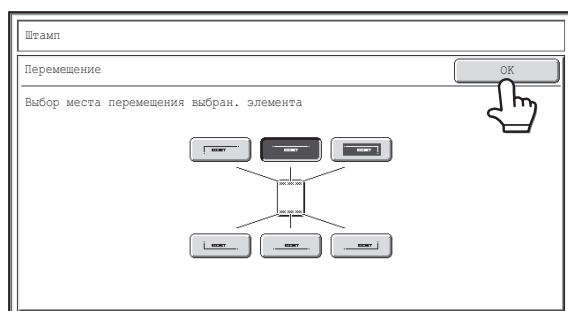 Штамп
Перемещение
OK
Выбор места перемещения выбран. элемента